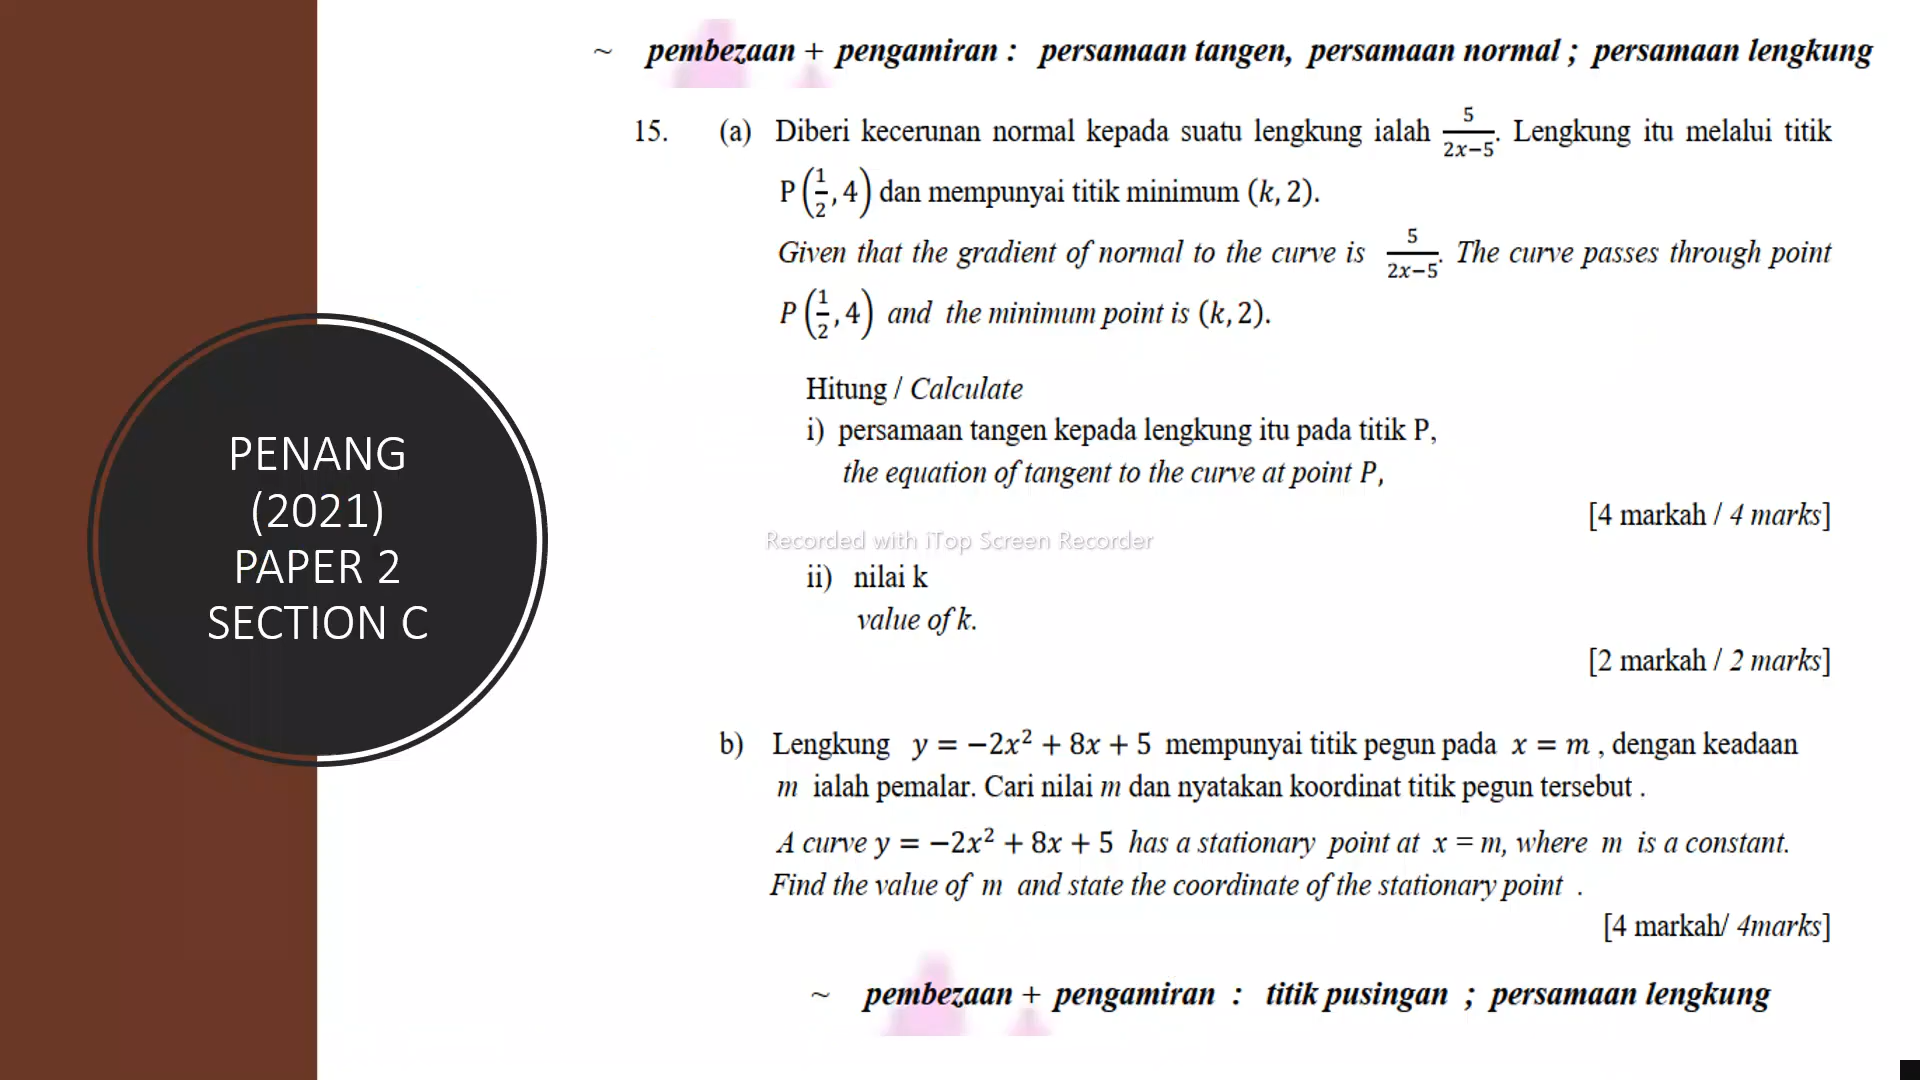 ~ pembezaan + pengamiran : persamaan tangen, persamaan normal ; persamaan lengkung
15. (a) Diberi kecerunan normal kepada suatu lengkung ialah 5/(2x−5). Lengkung itu melalui titik
P(1/2, 4) dan mempunyai titik minimum (k, 2).
Given that the gradient of normal to the curve is 5/(2x−5). The curve passes through point
P(1/2, 4) and the minimum point is (k, 2).
Hitung / Calculate
i) persamaan tangen kepada lengkung itu pada titik P,
the equation of tangent to the curve at point P,
[4 markah / 4 marks]
Recorded with iTop Screen Recorder
ii) nilai k
value of k.
[2 markah / 2 marks]
b) Lengkung y = −2x² + 8x + 5 mempunyai titik pegun pada x = m , dengan keadaan
m ialah pemalar. Cari nilai m dan nyatakan koordinat titik pegun tersebut .
A curve y = −2x² + 8x + 5 has a stationary point at x = m, where m is a constant.
Find the value of m and state the coordinate of the stationary point .
[4 markah/ 4marks]
~ pembezaan + pengamiran : titik pusingan ; persamaan lengkung
PENANG
(2021)
PAPER 2
SECTION C